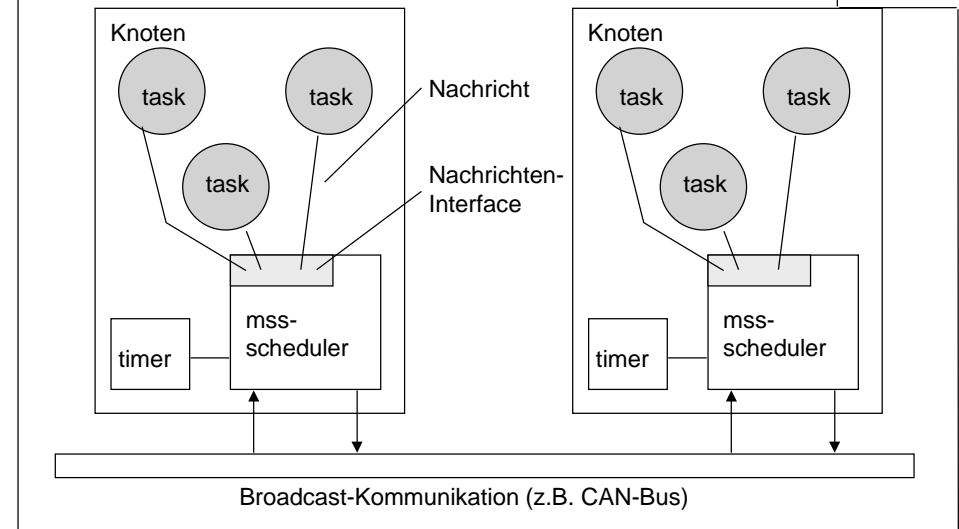 Knoten
task
task
task
Nachricht
Nachrichten-
Interface
mss-
scheduler
timer
Knoten
task
task
task
mss-
scheduler
timer
Broadcast-Kommunikation (z.B. CAN-Bus)